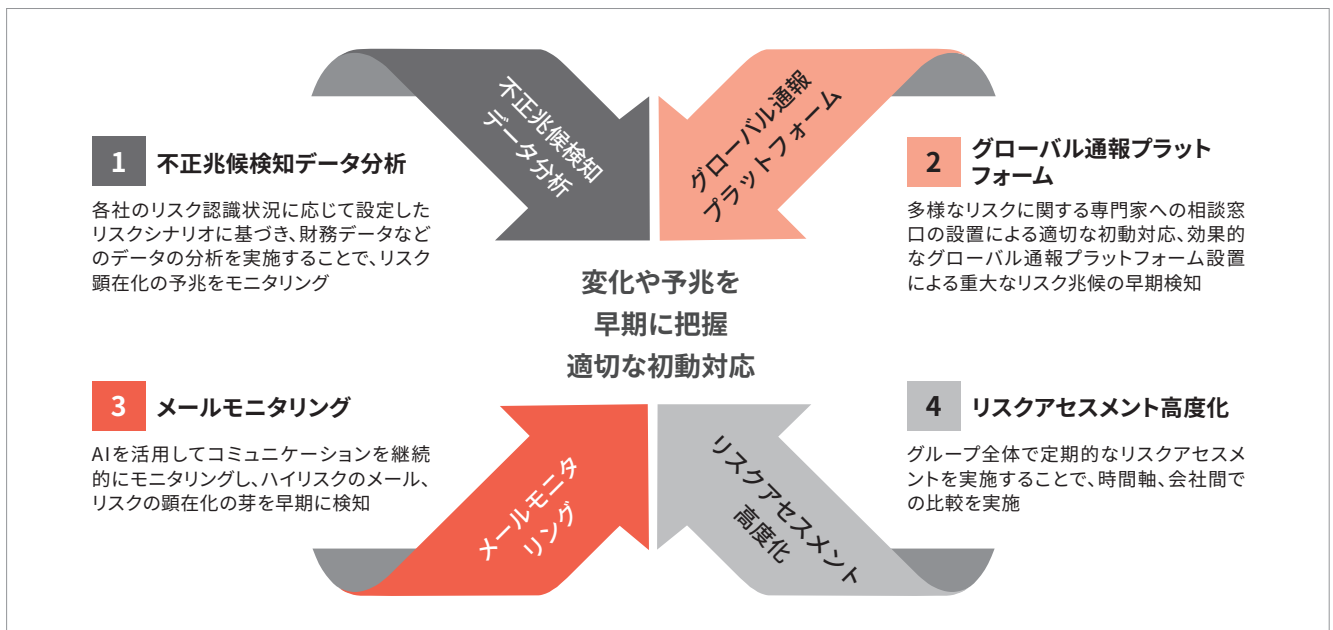 不正兆候検知
データ分析
グローバル通報
プラットフォーム
1 不正兆候検知データ分析
各社のリスク認識状況に応じて設定した
リスクシナリオに基づき、財務データなど
のデータの分析を実施することで、リスク
顕在化の予兆をモニタリング
2 グローバル通報プラット
フォーム
多様なリスクに関する専門家への相談窓
口の設置による適切な初動対応、効果的
なグローバル通報プラットフォーム設置
による重大なリスク兆候の早期検知
変化や予兆を
早期に把握
適切な初動対応
3 メールモニタリング
AIを活用してコミュニケーションを継続
的にモニタリングし、ハイリスクのメール、
リスクの顕在化の芽を早期に検知
4 リスクアセスメント高度化
グループ全体で定期的なリスクアセスメ
ントを実施することで、時間軸、会社間で
の比較を実施
メールモニタ
リング
リスクアセスメント
高度化